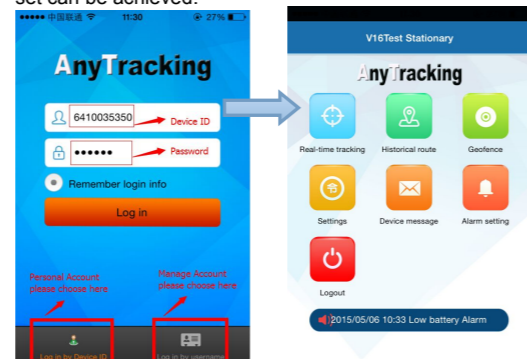 set can be achieved.
中国联通 11:30 27%
AnyTracking
6410035350 Device ID
•••••• Password
Remember login info
Log in
Personal Account
please choose here
Manage Account
please choose here
Log in by Device ID
Log in by username
V16Test Stationary
AnyTracking
Real-time tracking Historical route Geofence
Settings Device message Alarm setting
Logout
2015/05/06 10:33 Low battery Alarm